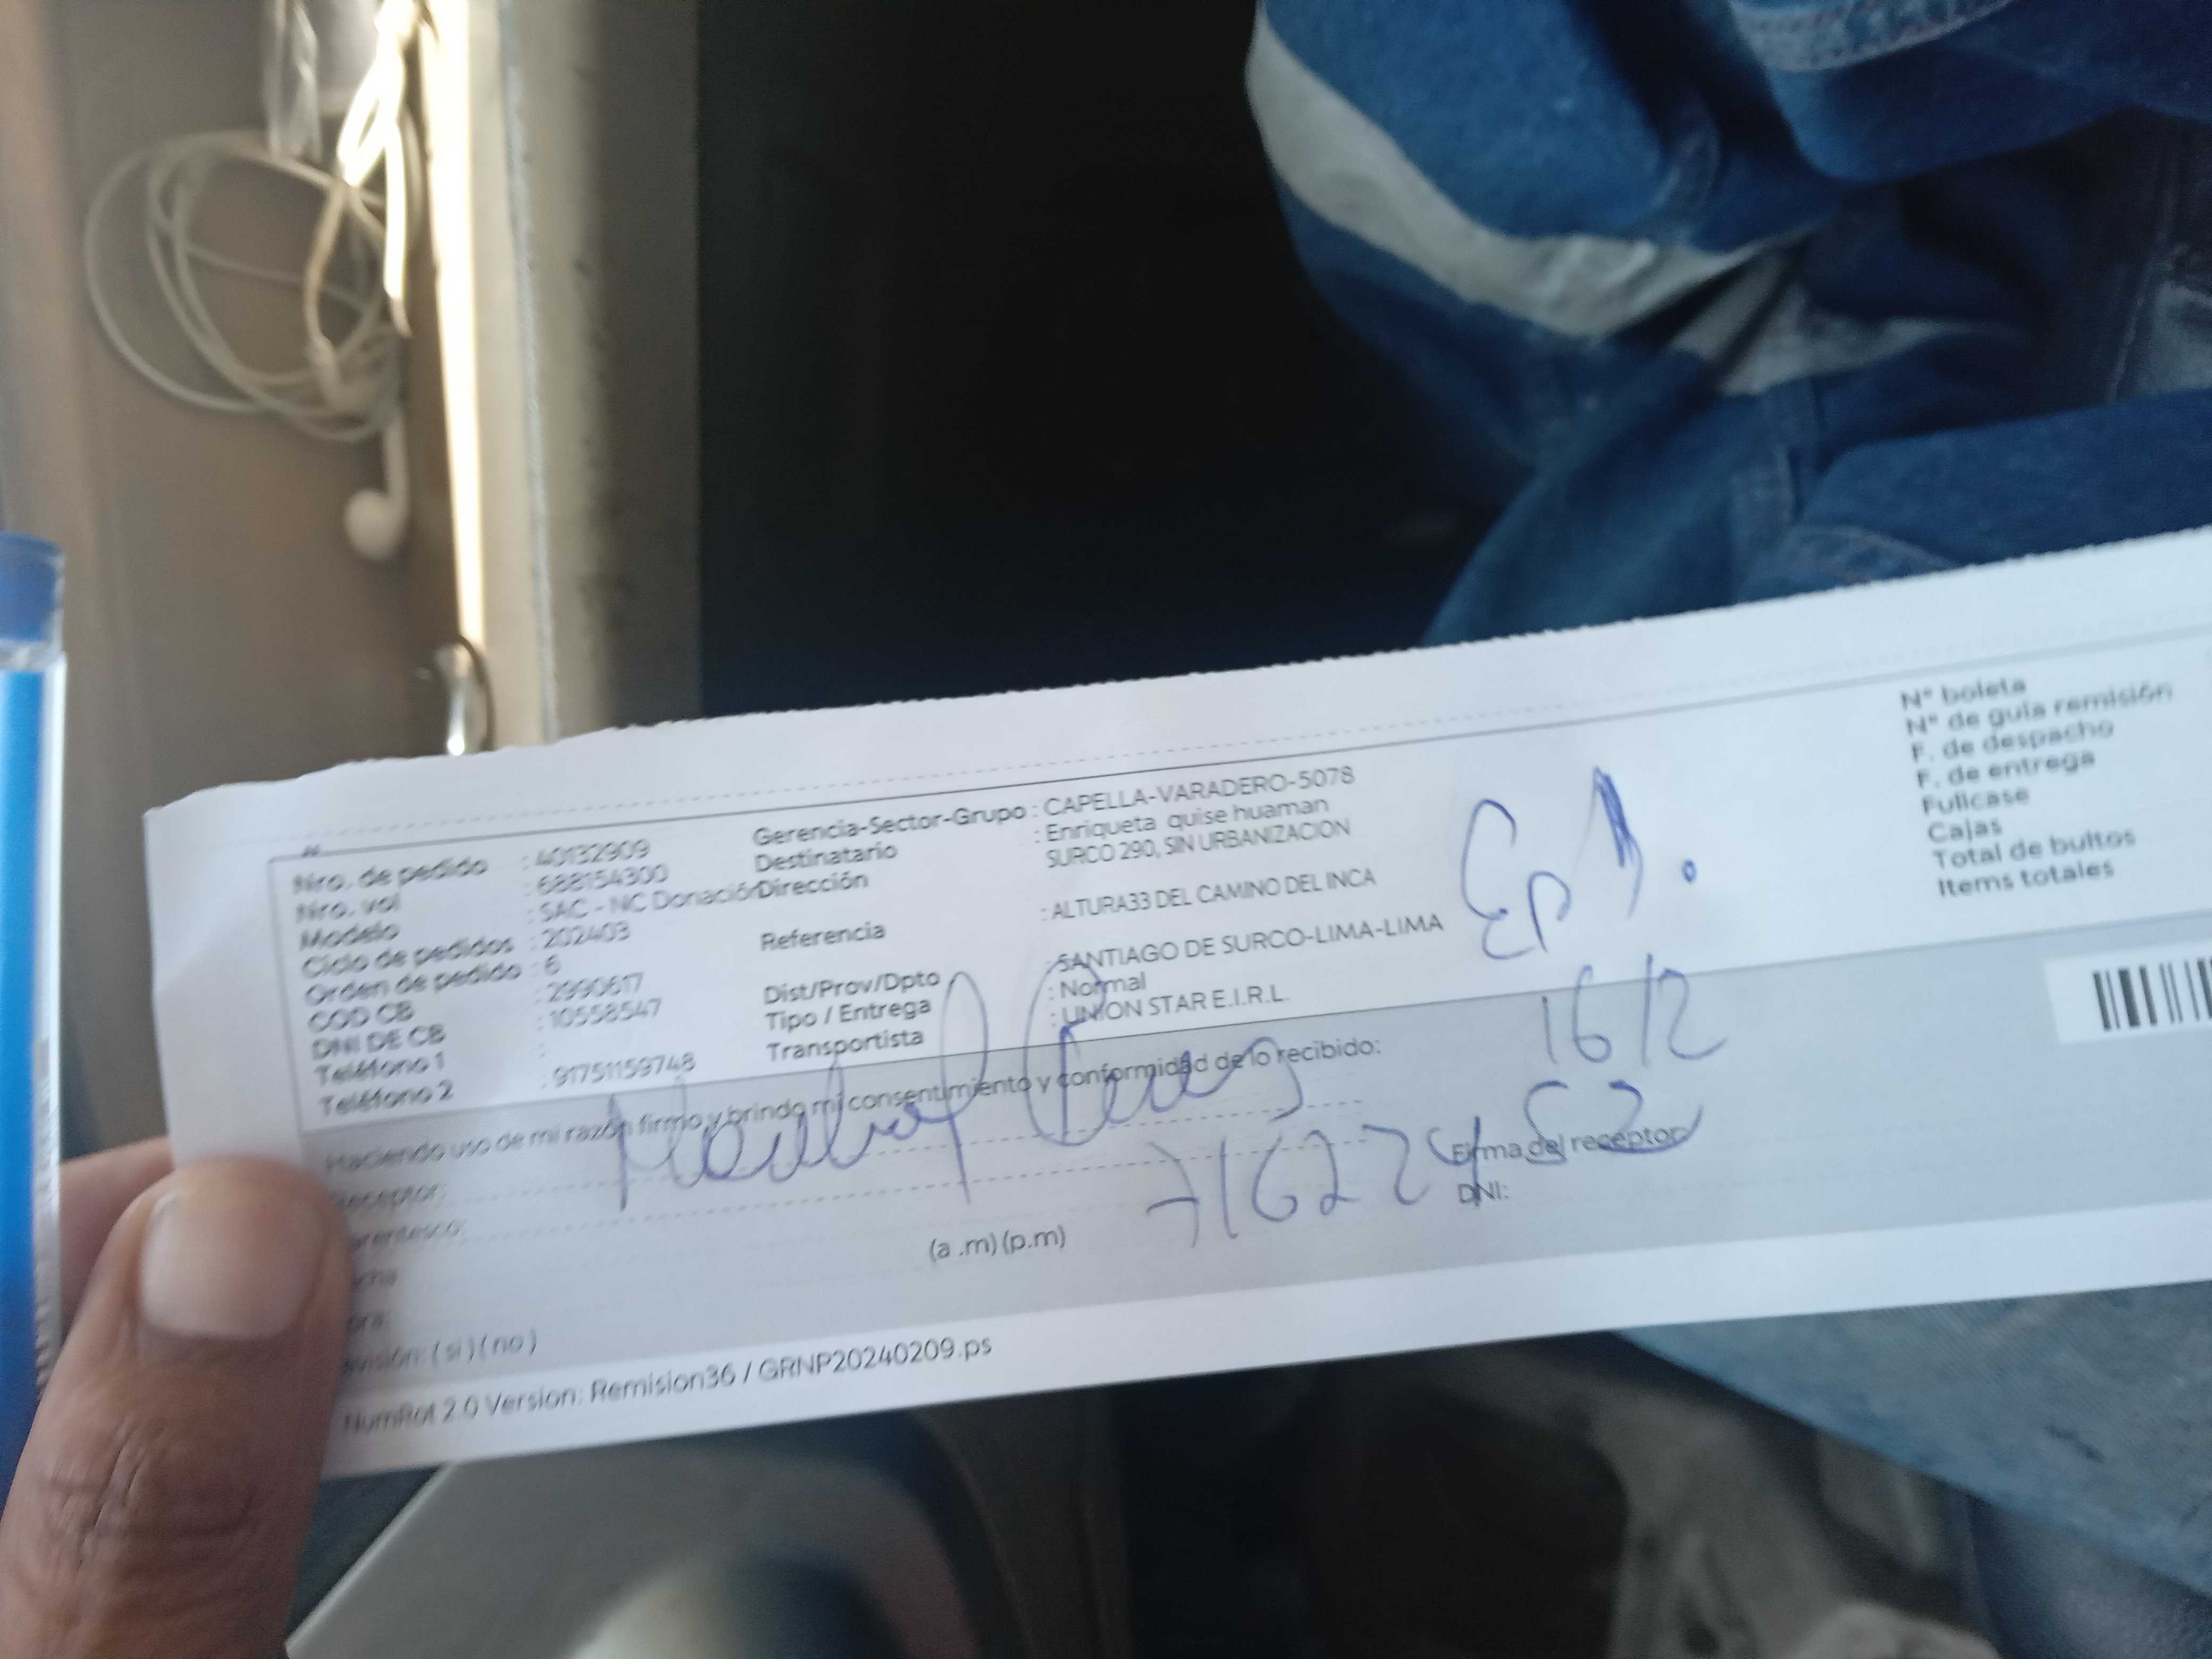 Nro. de pedido : 40132909
Nro. vol : 688154300
Modelo : SAC - NC Donación
Ciclo de pedidos : 202403
Orden de pedido : 6
COD CB : 2990617
DNI DE CB : 10558547
Teléfono 1 :
Teléfono 2 : 91751159748
Gerencia-Sector-Grupo : CAPELLA-VARADERO-5078
Destinatario : Enriqueta quise huaman
Dirección SURCO 290, SIN URBANIZACION
Referencia : ALTURA33 DEL CAMINO DEL INCA
Dist/Prov/Dpto : SANTIAGO DE SURCO-LIMA-LIMA
Tipo / Entrega : Normal
Transportista : UNION STAR E.I.R.L.
N° boleta
N° de guía remisión
F. de despacho
F. de entrega
Fullcase
Cajas
Total de bultos
Items totales
16/2
Haciendo uso de mi razón firmo y brindo mi consentimiento y conformidad de lo recibido:
Receptor:
Firma del receptor
DNI:
(a .m) (p.m)
( si ) ( no )
NumRot 2.0 Version: Remision36 / GRNP20240209.ps